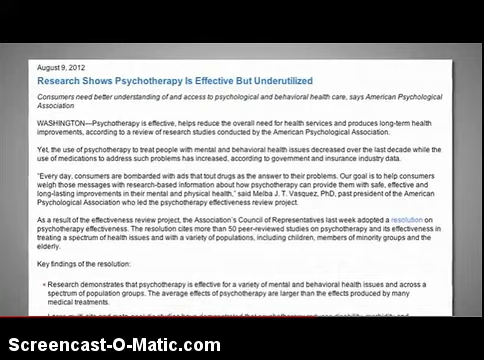 August 9, 2012
Research Shows Psychotherapy Is Effective But Underutilized
Consumers need better understanding of and access to psychological and behavioral health care, says American Psychological
Association
WASHINGTON—Psychotherapy is effective, helps reduce the overall need for health services and produces long-term health
improvements, according to a review of research studies conducted by the American Psychological Association.
Yet, the use of psychotherapy to treat people with mental and behavioral health issues decreased over the last decade while the
use of medications to address such problems has increased, according to government and insurance industry data.
"Every day, consumers are bombarded with ads that tout drugs as the answer to their problems. Our goal is to help consumers
weigh those messages with research-based information about how psychotherapy can provide them with safe, effective and
long-lasting improvements in their mental and physical health," said Melba J. T. Vasquez, PhD, past president of the American
Psychological Association who led the psychotherapy effectiveness review project.
As a result of the effectiveness review project, the Association's Council of Representatives last week adopted a resolution on
psychotherapy effectiveness. The resolution cites more than 50 peer-reviewed studies on psychotherapy and its effectiveness in
treating a spectrum of health issues and with a variety of populations, including children, members of minority groups and the
elderly.
Key findings of the resolution:
Research demonstrates that psychotherapy is effective for a variety of mental and behavioral health issues and across a
spectrum of population groups. The average effects of psychotherapy are larger than the effects produced by many
medical treatments.
Screencast-O-Matic.com